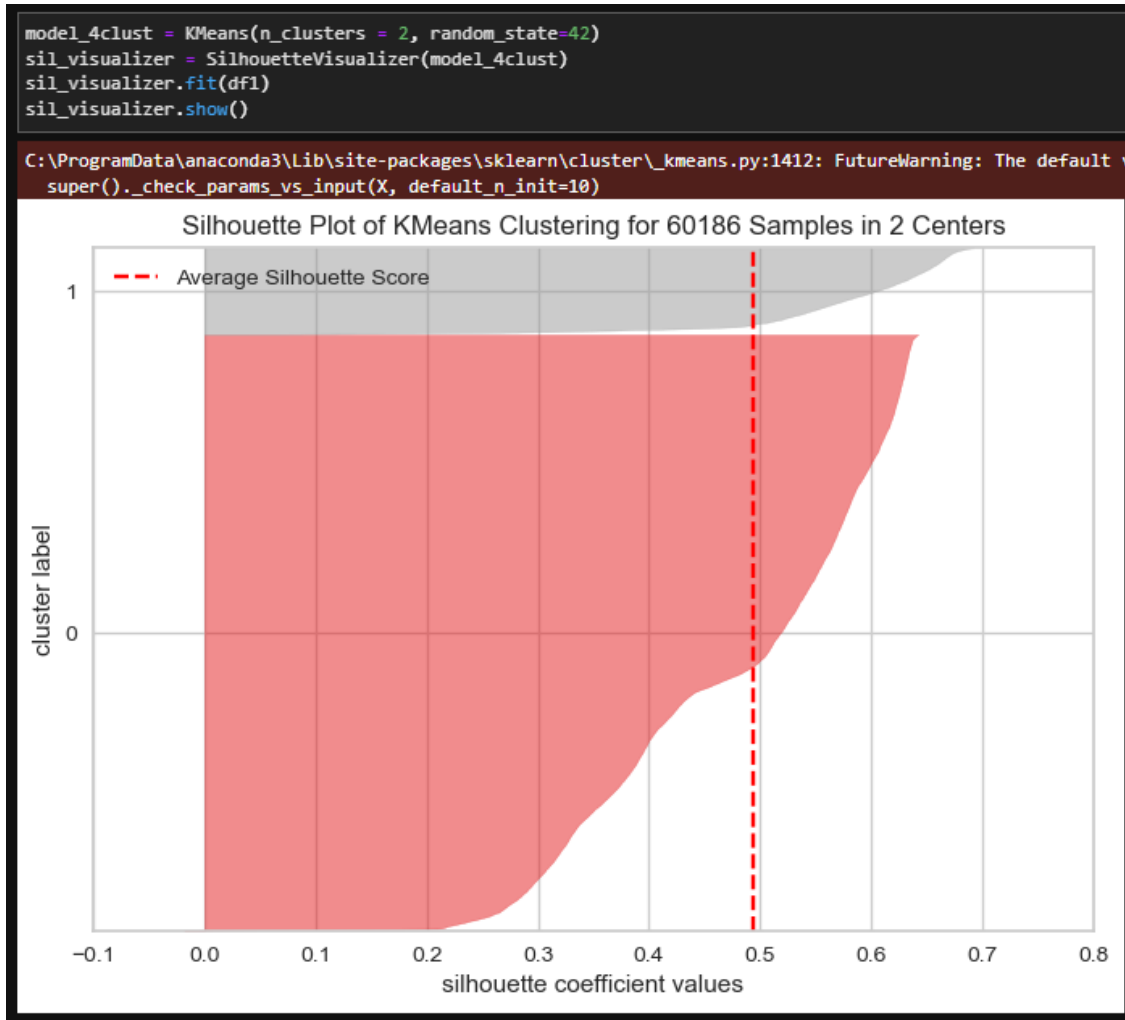 model_4clust = KMeans(n_clusters = 2, random_state=42)
sil_visualizer = SilhouetteVisualizer(model_4clust)
sil_visualizer.fit(df1)
sil_visualizer.show()
C:\ProgramData\anaconda3\Lib\site-packages\sklearn\cluster\_kmeans.py:1412: FutureWarning: The default
super()._check_params_vs_input(X, default_n_init=10)
Silhouette Plot of KMeans Clustering for 60186 Samples in 2 Centers
Average Silhouette Score
1
0
cluster label
−0.1 0.0 0.1 0.2 0.3 0.4 0.5 0.6 0.7 0.8
silhouette coefficient values